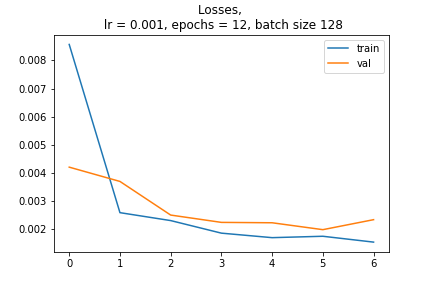 Losses,
lr = 0.001, epochs = 12, batch size 128
train
val
0.008
0.007
0.006
0.005
0.004
0.003
0.002
0 1 2 3 4 5 6